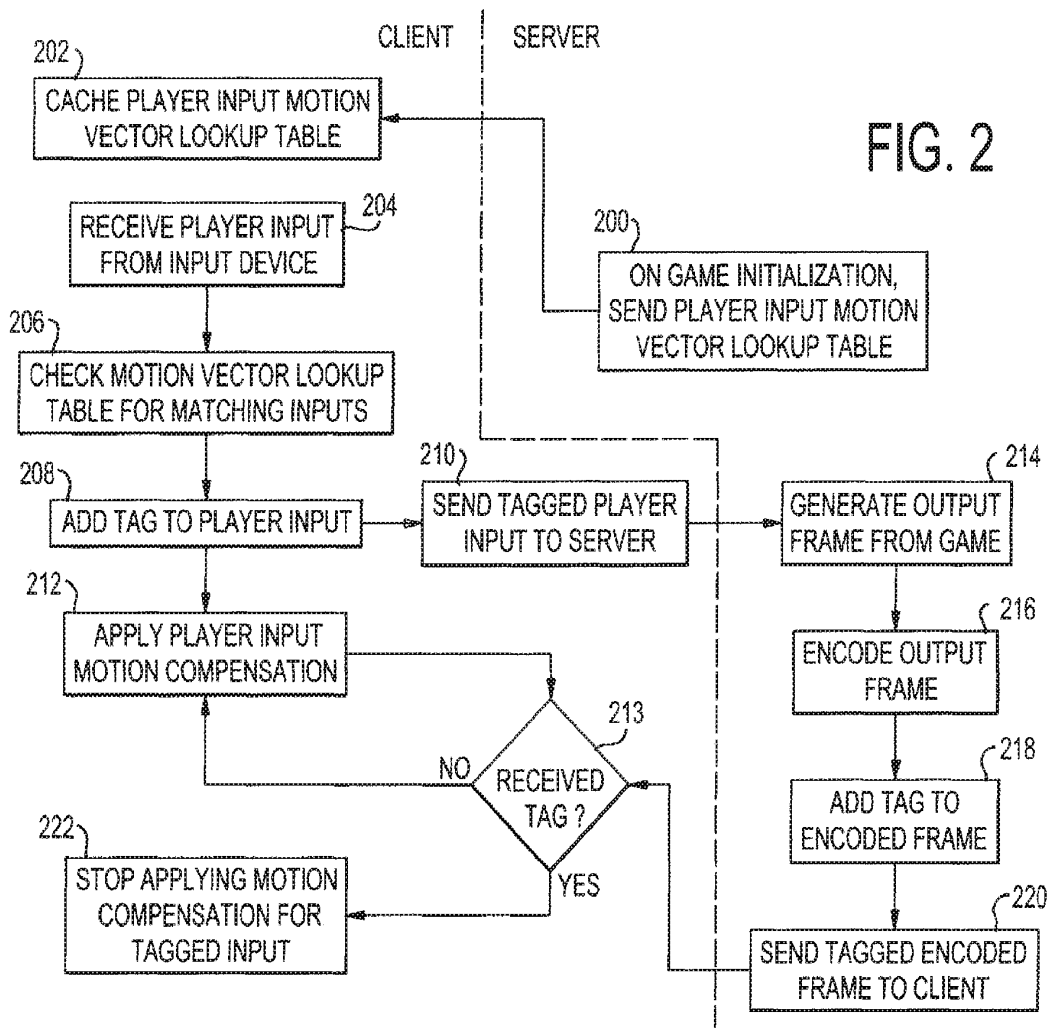 CLIENT
SERVER
FIG. 2
202
CACHE PLAYER INPUT MOTION
VECTOR LOOKUP TABLE
204
RECEIVE PLAYER INPUT
FROM INPUT DEVICE
200
ON GAME INITIALIZATION,
SEND PLAYER INPUT MOTION
VECTOR LOOKUP TABLE
206
CHECK MOTION VECTOR LOOKUP
TABLE FOR MATCHING INPUTS
208
ADD TAG TO PLAYER INPUT
210
SEND TAGGED PLAYER
INPUT TO SERVER
214
GENERATE OUTPUT
FRAME FROM GAME
212
APPLY PLAYER INPUT
MOTION COMPENSATION
216
ENCODE OUTPUT
FRAME
213
RECEIVED
TAG ?
NO
YES
218
ADD TAG TO
ENCODED FRAME
222
STOP APPLYING MOTION
COMPENSATION FOR
TAGGED INPUT
220
SEND TAGGED ENCODED
FRAME TO CLIENT